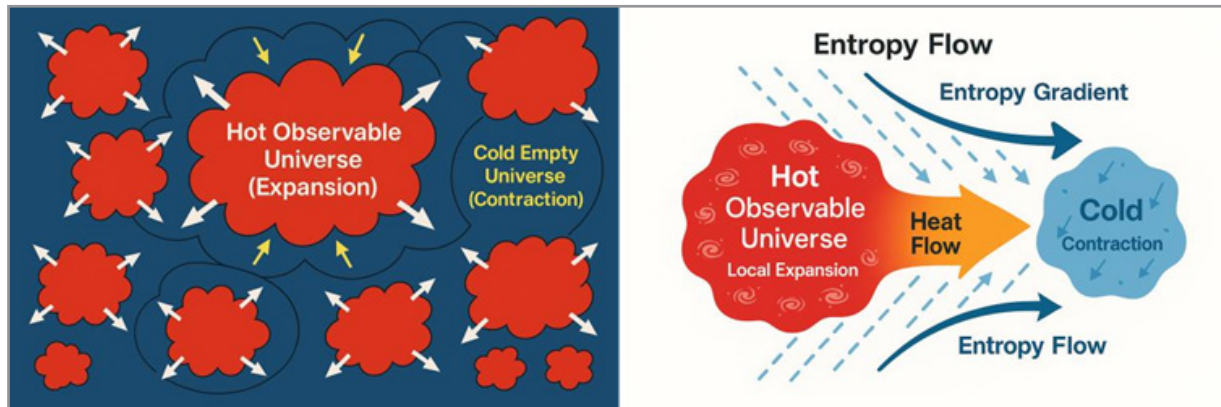 Hot Observable
Universe
(Expansion)
Cold Empty
Universe
(Contraction)
Entropy Flow
Entropy Gradient
Hot
Observable
Universe
Local Expansion
Heat
Flow
Cold
Contraction
Entropy Flow